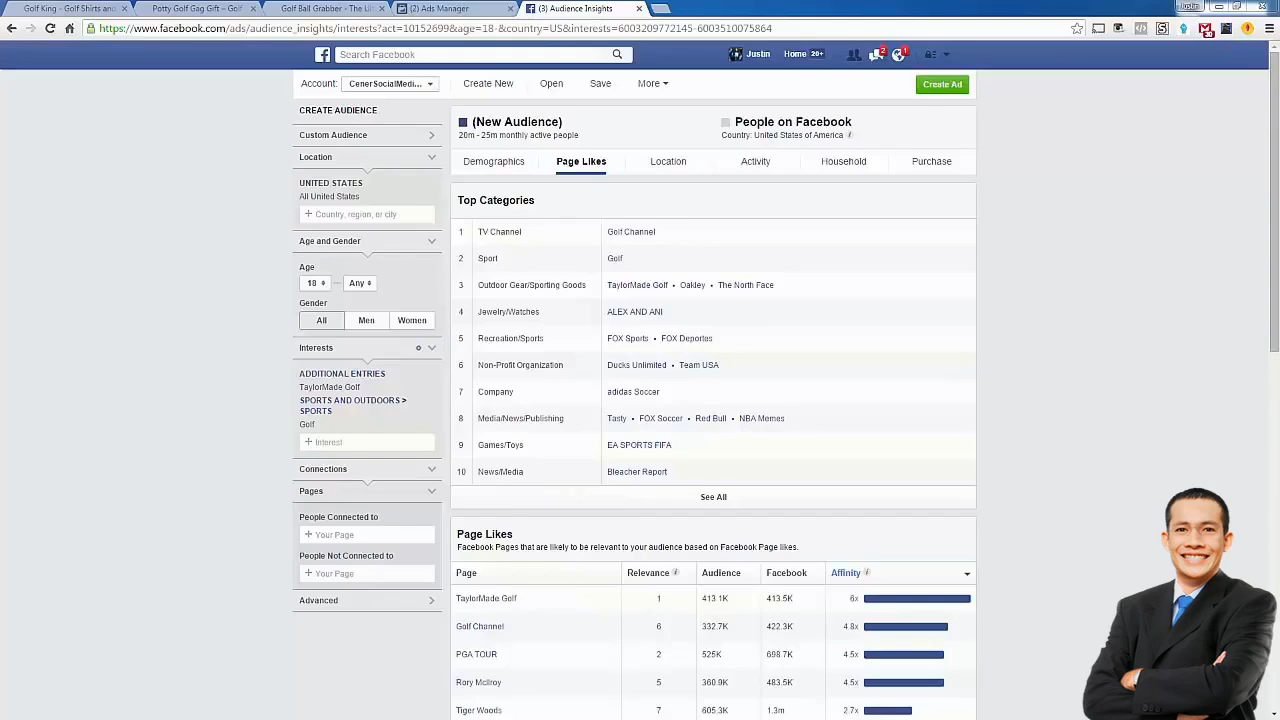 Golf King - Golf Shirts and
Potty Golf Gag Gift – Golf
Golf Ball Grabber - The Ult
(2) Ads Manager
(3) Audience Insights
Justin
https://www.facebook.com/ads/audience_insights/interests?act=10152699&age=18-&country=US&interests=6003209772145-6003510075864
30
Search Facebook
Justin
Home 20+
2
1
Account: CenerSocialMedi...
Create New
Open
Save
More
Create Ad
CREATE AUDIENCE
Custom Audience
Location
UNITED STATES
All United States
+ Country, region, or city
Age and Gender
Age
18 — Any
Gender
All Men Women
Interests
ADDITIONAL ENTRIES
TaylorMade Golf
SPORTS AND OUTDOORS >
SPORTS
Golf
+ Interest
Connections
Pages
People Connected to
+ Your Page
People Not Connected to
+ Your Page
Advanced
(New Audience)
20m - 25m monthly active people
People on Facebook
Country: United States of America
Demographics Page Likes Location Activity Household Purchase
Top Categories
1 TV Channel Golf Channel
2 Sport Golf
3 Outdoor Gear/Sporting Goods TaylorMade Golf • Oakley • The North Face
4 Jewelry/Watches ALEX AND ANI
5 Recreation/Sports FOX Sports • FOX Deportes
6 Non-Profit Organization Ducks Unlimited • Team USA
7 Company adidas Soccer
8 Media/News/Publishing Tasty • FOX Soccer • Red Bull • NBA Memes
9 Games/Toys EA SPORTS FIFA
10 News/Media Bleacher Report
See All
Page Likes
Facebook Pages that are likely to be relevant to your audience based on Facebook Page likes.
Page Relevance Audience Facebook Affinity
TaylorMade Golf 1 413.1K 413.5K 6x
Golf Channel 6 332.7K 422.3K 4.8x
PGA TOUR 2 525K 698.7K 4.5x
Rory McIlroy 5 360.9K 483.5K 4.5x
Tiger Woods 7 605.3K 1.3m 2.7x